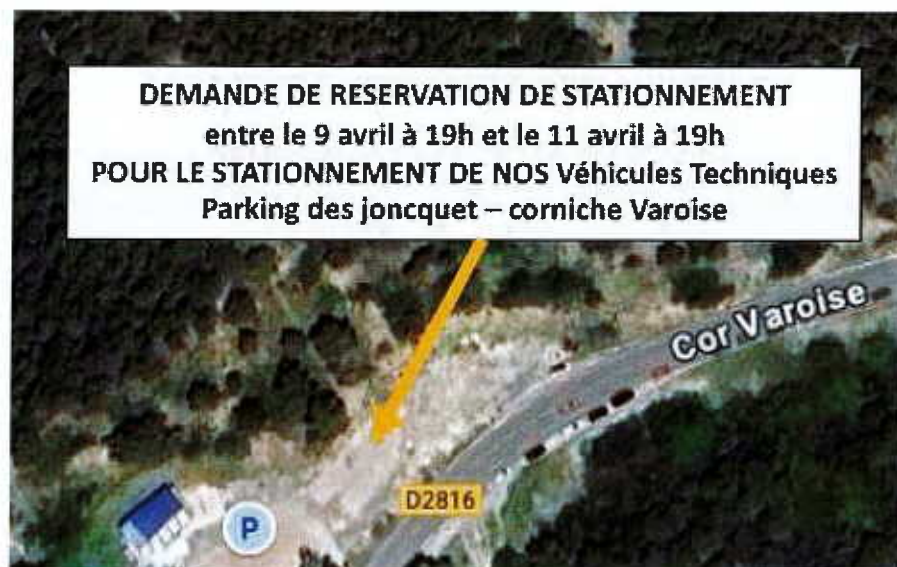 DEMANDE DE RESERVATION DE STATIONNEMENT
entre le 9 avril à 19h et le 11 avril à 19h
POUR LE STATIONNEMENT DE NOS Véhicules Techniques
Parking des joncquet – corniche Varoise
Cor Varoise
D2816
P